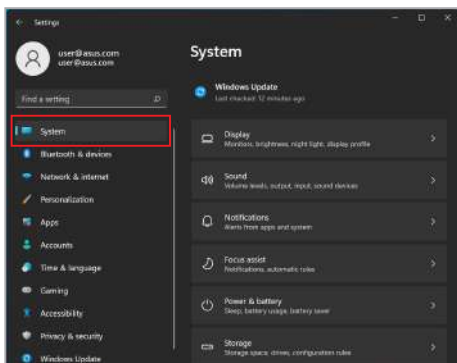 Settings
user@asus.com
user@asus.com
Find a setting
System
Bluetooth & devices
Network & internet
Personalization
Apps
Accounts
Time & language
Gaming
Accessibility
Privacy & security
Windows Update
System
Windows Update
Last checked: 12 minutes ago
Display
Monitors, brightness, night light, display profile
Sound
Volume levels, output, input, sound devices
Notifications
Alerts from apps and system
Focus assist
Notifications, automatic rules
Power & battery
Sleep, battery usage, battery saver
Storage
Storage space, drives, configuration rules